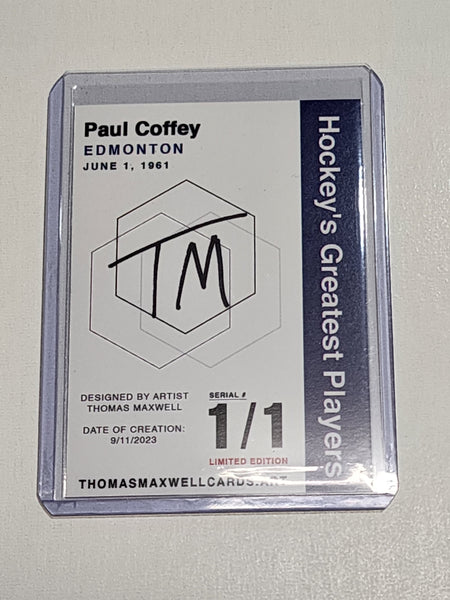 Paul Coffey
EDMONTON
JUNE 1, 1961
TM
DESIGNED BY ARTIST
THOMAS MAXWELL
DATE OF CREATION:
9/11/2023
SERIAL #
1/1
LIMITED EDITION
THOMASMAXWELLCARDS.ART
Hockey's Greatest Players